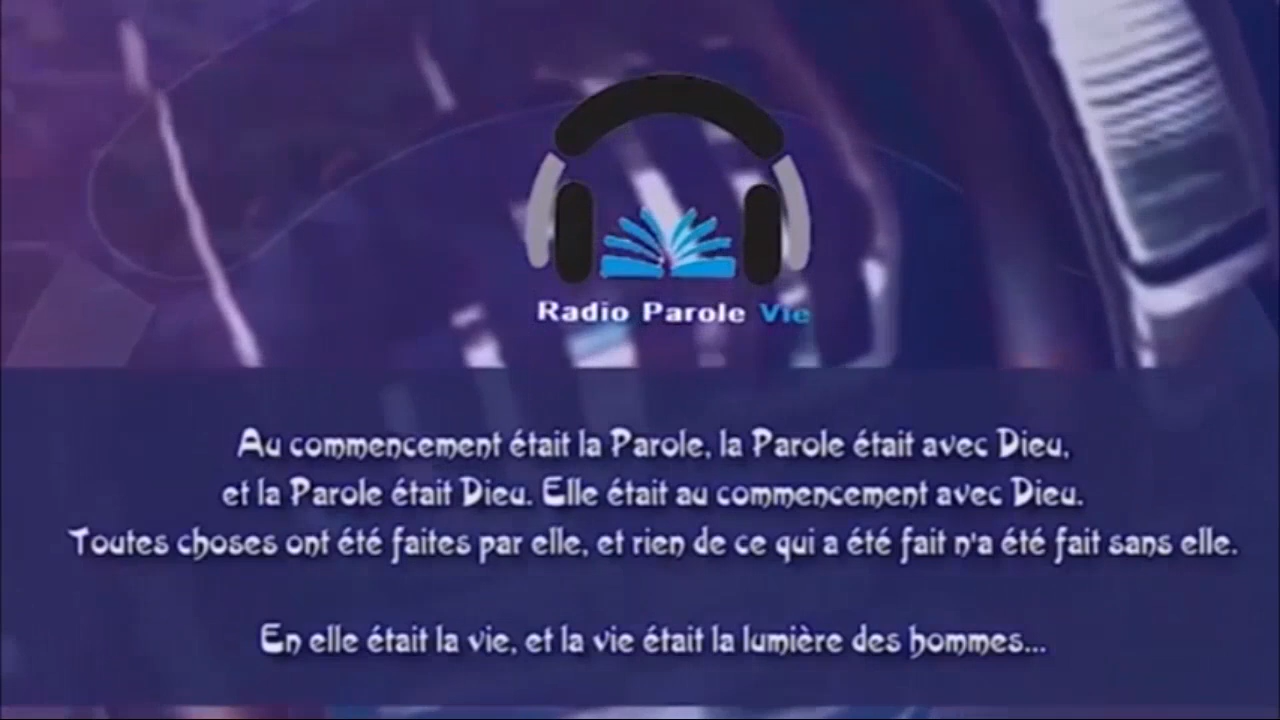 Radio Parole Vie
Au commencement était la Parole, la Parole était avec Dieu,
et la Parole était Dieu. Elle était au commencement avec Dieu.
Toutes choses ont été faites par elle, et rien de ce qui a été fait n'a été fait sans elle.
En elle était la vie, et la vie était la lumière des hommes...